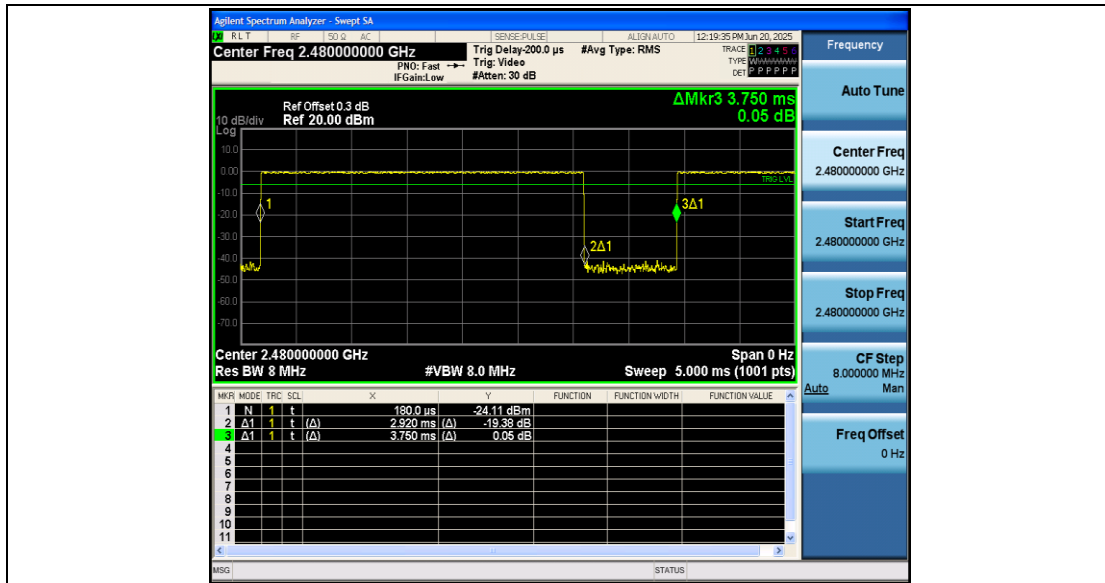 Agilent Spectrum Analyzer - Swept SA
RLT RF 50 Ω AC SENSE:PULSE ALIGN AUTO 12:19:35 PM Jun 20, 2025
Center Freq 2.480000000 GHz Trig Delay-200.0 µs #Avg Type: RMS TRACE 1 2 3 4 5 6
PNO: Fast Trig: Video TYPE
IFGain:Low #Atten: 30 dB DET P P P P P P
Frequency
Auto Tune
Center Freq
2.480000000 GHz
Start Freq
2.480000000 GHz
Stop Freq
2.480000000 GHz
CF Step
8.000000 MHz
Auto Man
Freq Offset
0 Hz
ΔMkr3 3.750 ms
0.05 dB
Ref Offset 0.3 dB
10 dB/div Ref 20.00 dBm
Log
10.0
0.00
TRIG LVL
-10.0
1
3Δ1
-20.0
-30.0
2Δ1
-40.0
-50.0
-60.0
-70.0
Center 2.480000000 GHz Span 0 Hz
Res BW 8 MHz #VBW 8.0 MHz Sweep 5.000 ms (1001 pts)
MKR MODE TRC SCL X Y FUNCTION FUNCTION WIDTH FUNCTION VALUE
1 N 1 t 180.0 µs -24.11 dBm
2 Δ1 1 t (Δ) 2.920 ms (Δ) -19.38 dB
3 Δ1 1 t (Δ) 3.750 ms (Δ) 0.05 dB
4
5
6
7
8
9
10
11
MSG STATUS